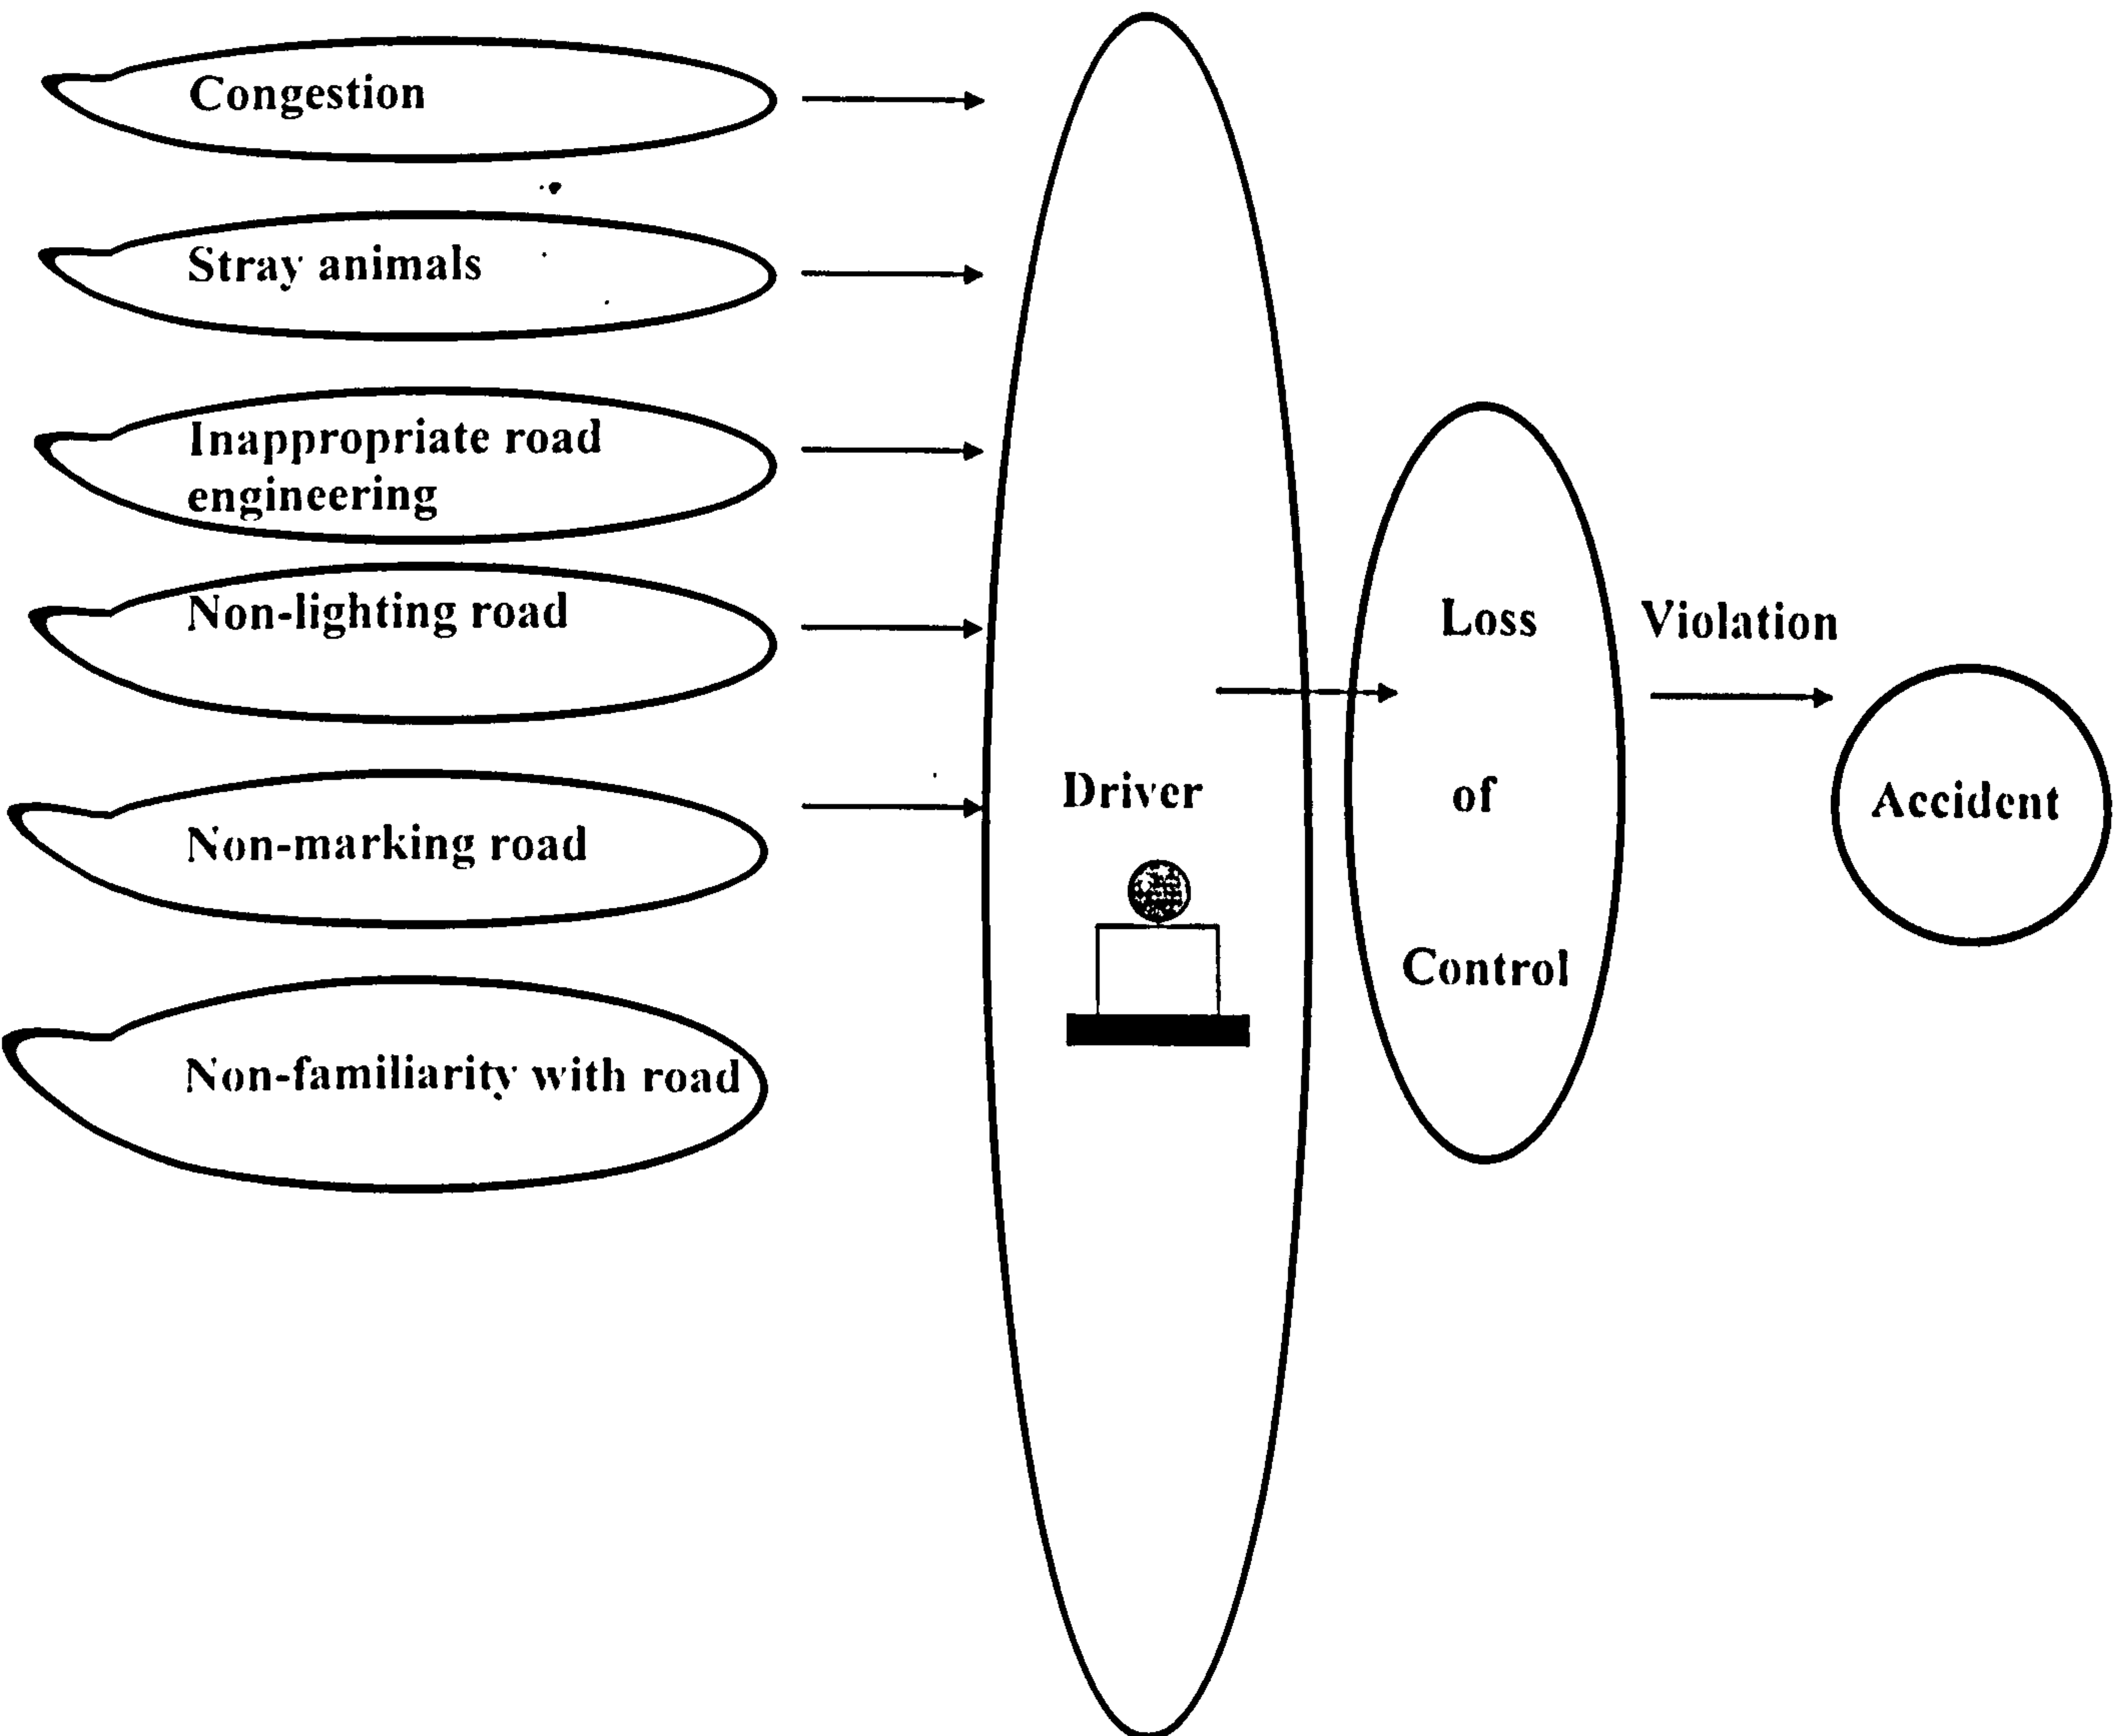 Congestion
Stray animals
Inappropriate road
engineering
Non-lighting road
Non-marking road
Non-familiarity with road
Driver
Loss
of
Control
Violation
Accident